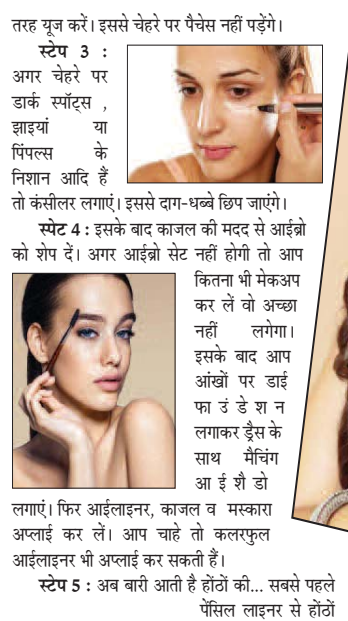 तरह यूज करें। इससे चेहरे पर पैचेस नहीं पड़ेंगे।
स्टेप 3 :
अगर चेहरे पर
डार्क स्पॉट्स ,
झाइयां या
पिंपल्स के
निशान आदि हैं
तो कंसीलर लगाएं। इससे दाग-धब्बे छिप जाएंगे।
स्पेट 4 : इसके बाद काजल की मदद से आईब्रो
को शेप दें। अगर आईब्रो सेट नहीं होगी तो आप
कितना भी मेकअप
कर लें वो अच्छा
नहीं लगेगा।
इसके बाद आप
आंखों पर डाई
फा उं डे श न
लगाकर ड्रैस के
साथ मैचिंग
आ ई शै डो
लगाएं। फिर आईलाइनर, काजल व मस्कारा
अप्लाई कर लें। आप चाहे तो कलरफुल
आईलाइनर भी अप्लाई कर सकती हैं।
स्टेप 5 : अब बारी आती है होंठों की... सबसे पहले
पेंसिल लाइनर से होंठों